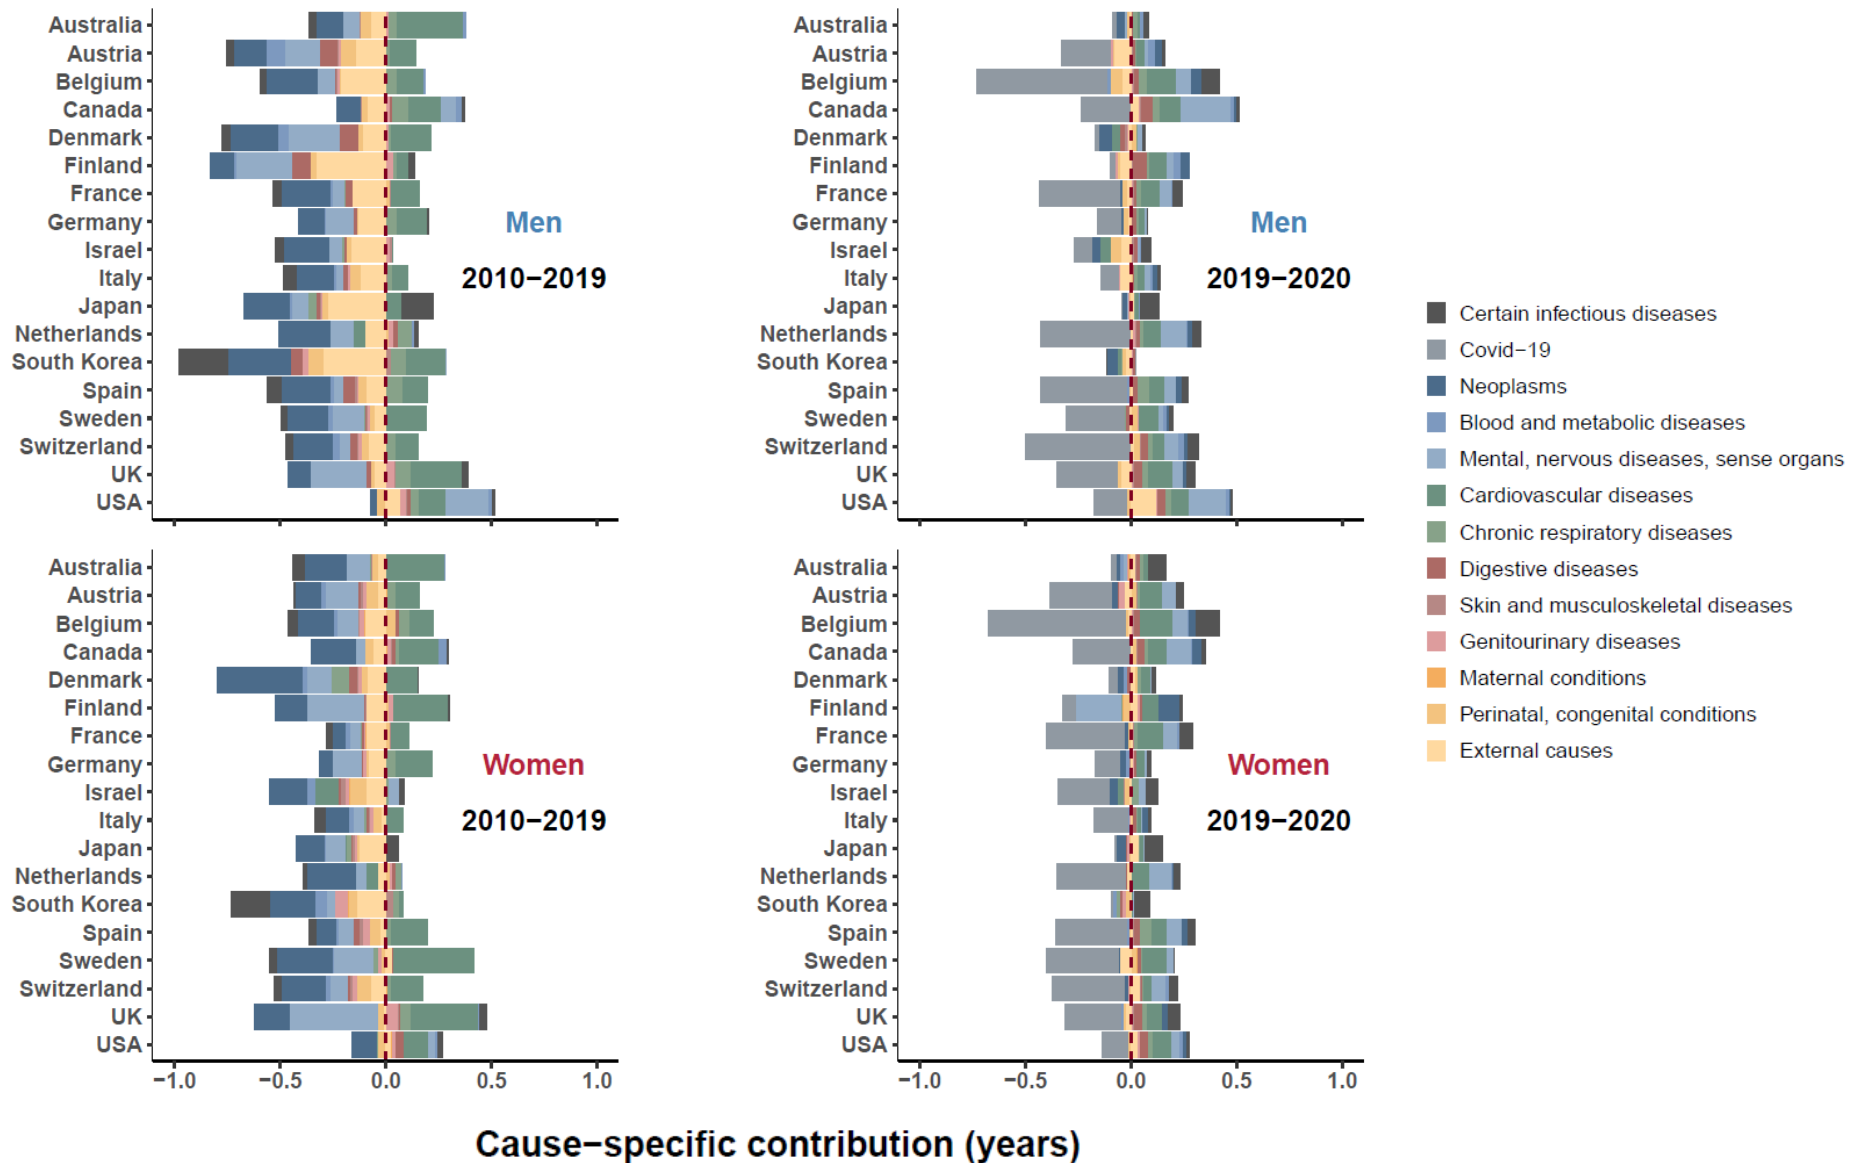 Australia
Austria
Belgium
Canada
Denmark
Finland
France
Germany
Israel
Italy
Japan
Netherlands
South Korea
Spain
Sweden
Switzerland
UK
USA
Men
2010−2019
Australia
Austria
Belgium
Canada
Denmark
Finland
France
Germany
Israel
Italy
Japan
Netherlands
South Korea
Spain
Sweden
Switzerland
UK
USA
Men
2019−2020
Australia
Austria
Belgium
Canada
Denmark
Finland
France
Germany
Israel
Italy
Japan
Netherlands
South Korea
Spain
Sweden
Switzerland
UK
USA
Women
2010−2019
−1.0 −0.5 0.0 0.5 1.0
Australia
Austria
Belgium
Canada
Denmark
Finland
France
Germany
Israel
Italy
Japan
Netherlands
South Korea
Spain
Sweden
Switzerland
UK
USA
Women
2019−2020
−1.0 −0.5 0.0 0.5 1.0
Cause−specific contribution (years)
Certain infectious diseases
Covid−19
Neoplasms
Blood and metabolic diseases
Mental, nervous diseases, sense organs
Cardiovascular diseases
Chronic respiratory diseases
Digestive diseases
Skin and musculoskeletal diseases
Genitourinary diseases
Maternal conditions
Perinatal, congenital conditions
External causes